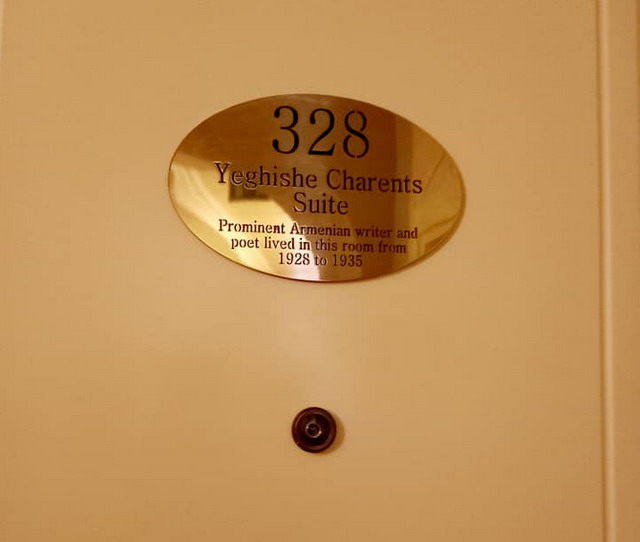 328
Yeghishe Charents
Suite
Prominent Armenian writer and
poet lived in this room from
1928 to 1935